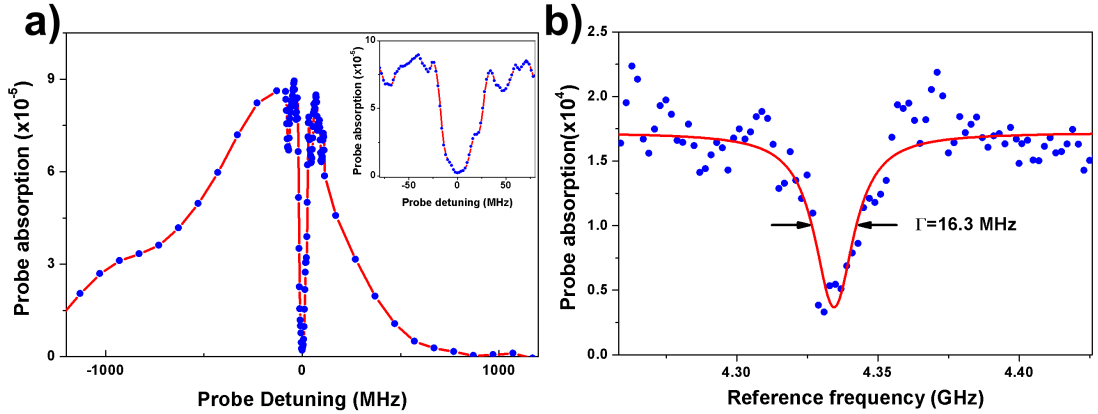 a)
Probe absorption (x10⁻⁵)
9
6
3
0
-1000
0
1000
Probe Detuning (MHz)
Probe absorption (x10⁻⁵)
10
5
0
-50
0
50
Probe detuning (MHz)
b)
Probe absorption(x10⁴)
2.5
2.0
1.5
1.0
0.5
0.0
Γ=16.3 MHz
4.30
4.35
4.40
Reference frequency (GHz)